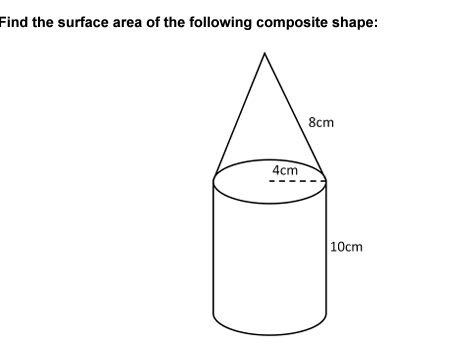 Find the surface area of the following composite shape:
8cm
4cm
10cm